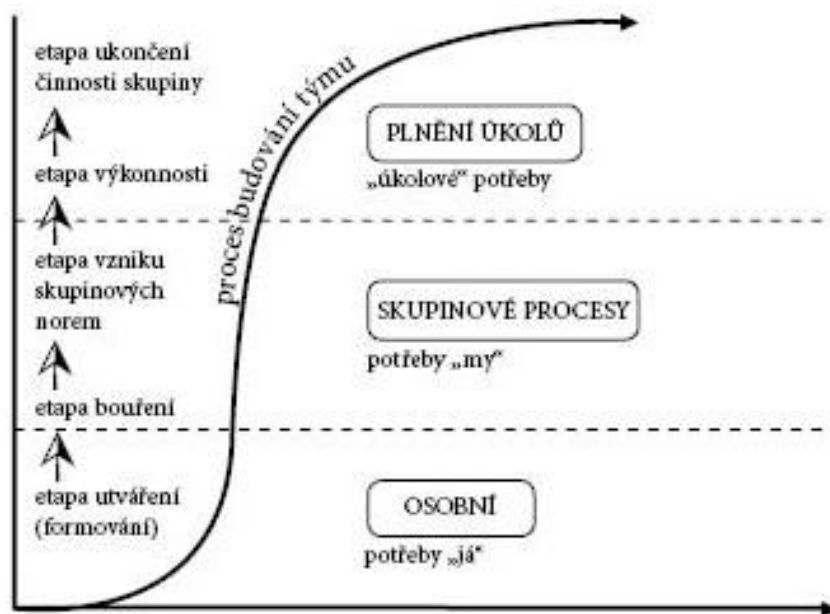 etapa ukončení
činnosti skupiny
etapa výkonnosti
etapa vzniku
skupinových
norem
etapa bouření
etapa utváření
(formování)
proces budování týmu
PLNĚNÍ ÚKOLŮ
„úkolové“ potřeby
SKUPINOVÉ PROCESY
potřeby „my“
OSOBNÍ
potřeby „já“